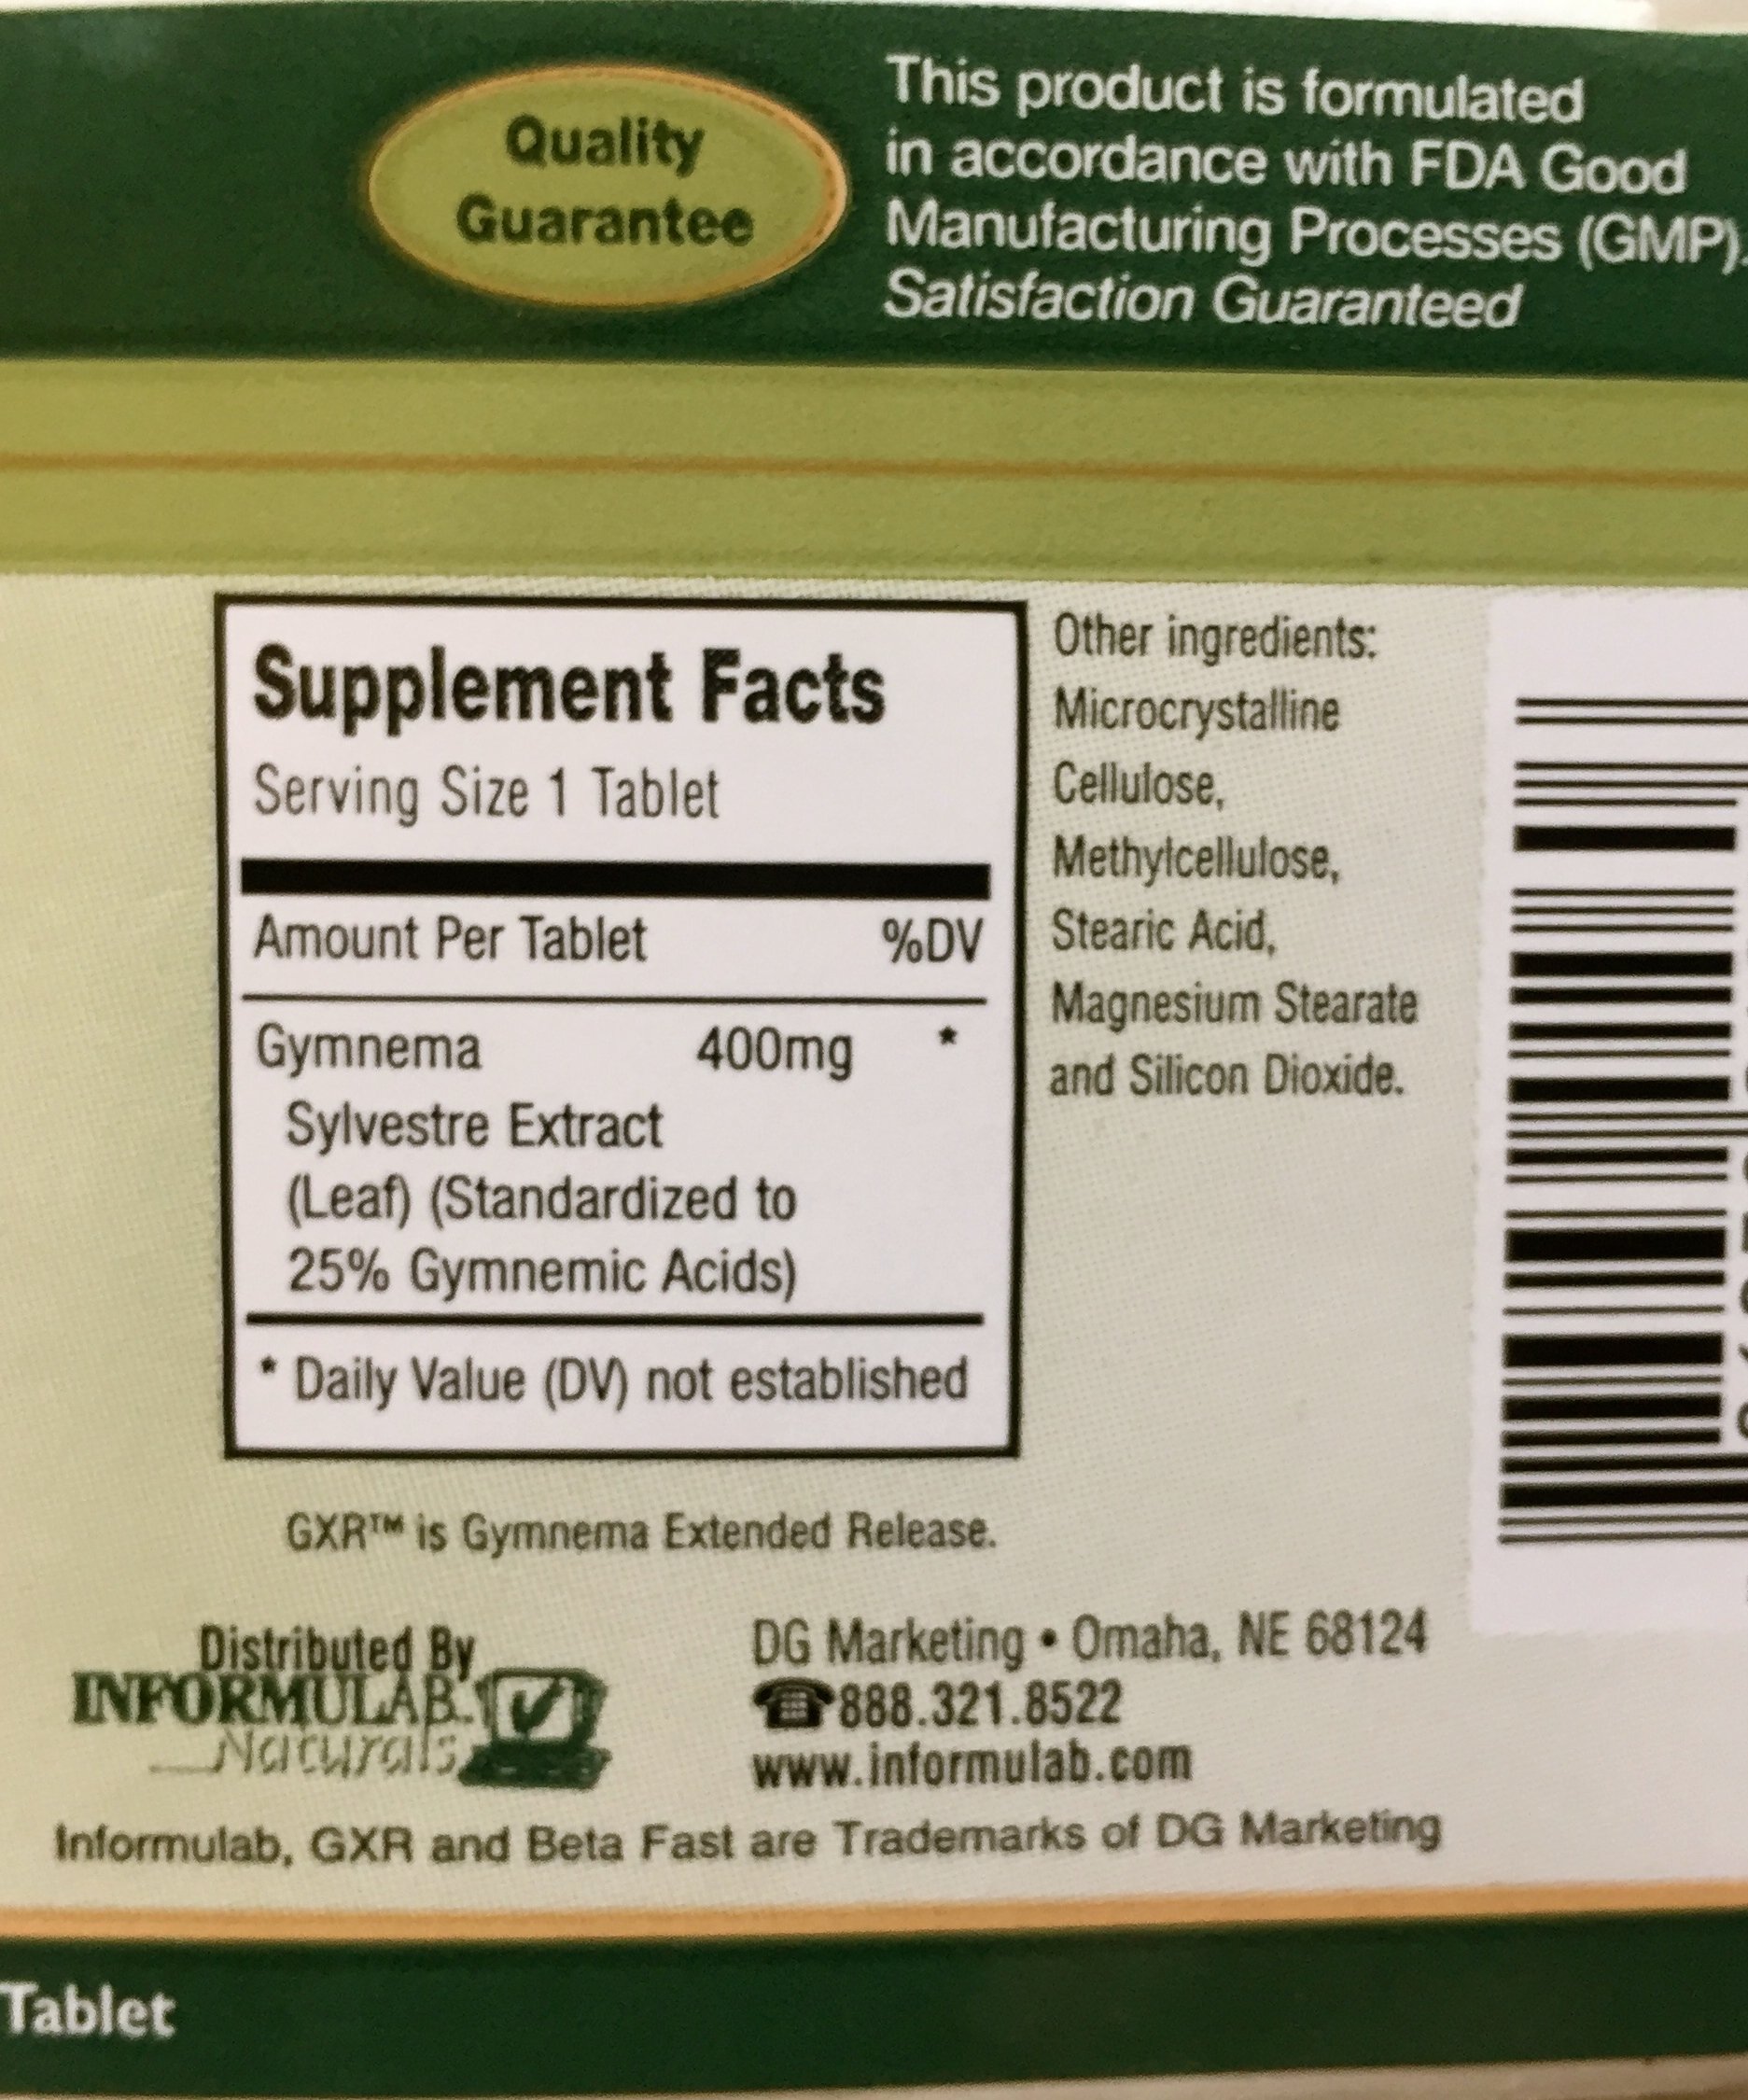 Quality
Guarantee
This product is formulated
in accordance with FDA Good
Manufacturing Processes (GMP).
Satisfaction Guaranteed
Supplement Facts
Serving Size 1 Tablet
Amount Per Tablet %DV
Gymnema 400mg *
Sylvestre Extract
(Leaf) (Standardized to
25% Gymnemic Acids)
* Daily Value (DV) not established
Other ingredients:
Microcrystalline
Cellulose,
Methylcellulose,
Stearic Acid,
Magnesium Stearate
and Silicon Dioxide.
GXR™ is Gymnema Extended Release.
Distributed By
INFORMULAB
Naturals
DG Marketing • Omaha, NE 68124
☎888.321.8522
www.informulab.com
Informulab, GXR and Beta Fast are Trademarks of DG Marketing
Tablet